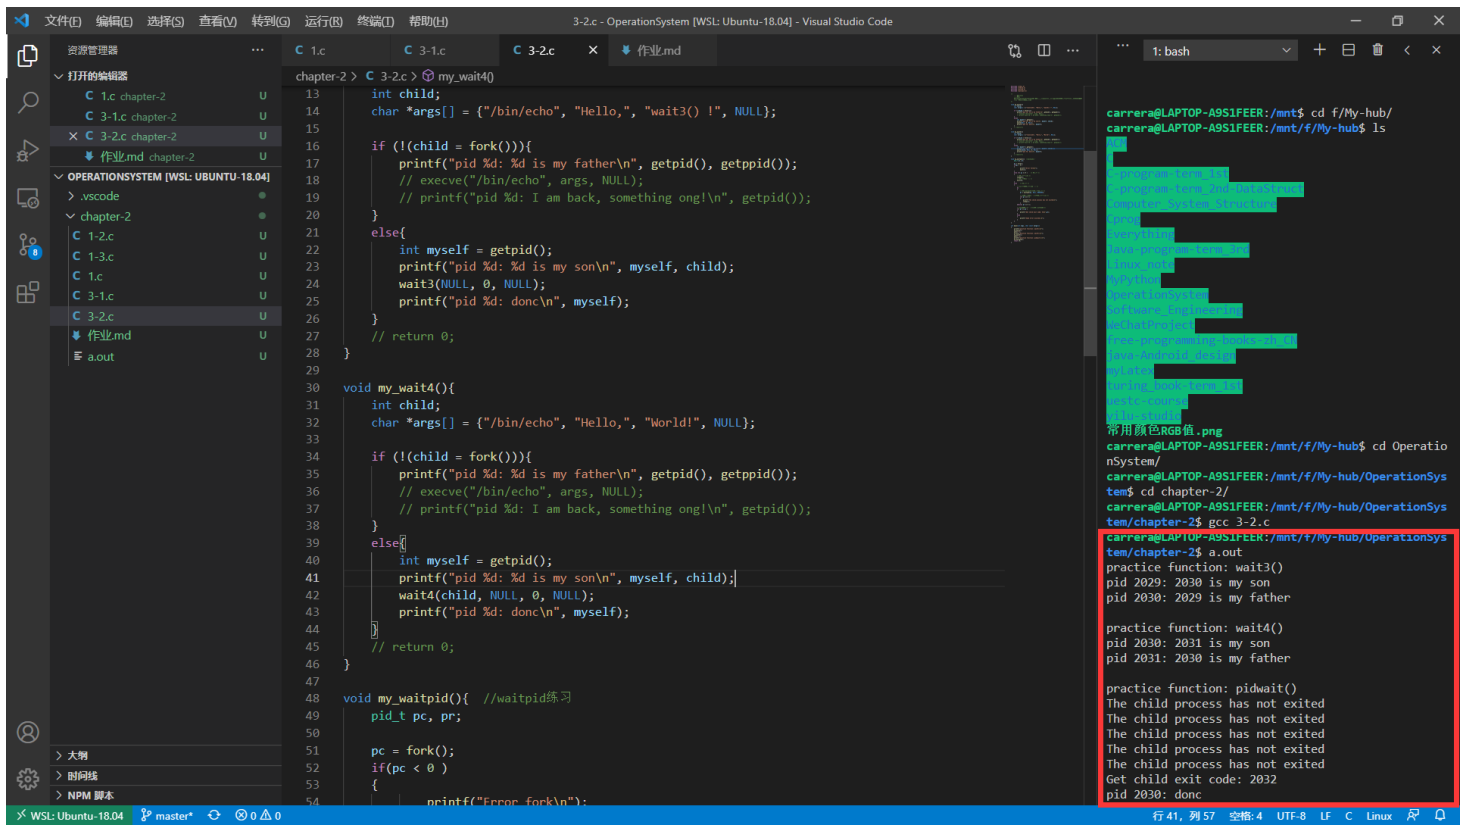 文件(F) 编辑(E) 选择(S) 查看(V) 转到(G) 运行(R) 终端(T) 帮助(H)
3-2.c - OperationSystem [WSL: Ubuntu-18.04] - Visual Studio Code
资源管理器 ···
打开的编辑器
C 1.c chapter-2 U
C 3-1.c chapter-2 U
C 3-2.c chapter-2 U
作业.md chapter-2 U
OPERATIONSYSTEM [WSL: UBUNTU-18.04]
.vscode
chapter-2
C 1-2.c U
C 1-3.c U
C 1.c U
C 3-1.c U
C 3-2.c U
作业.md U
a.out U
8
大纲
时间线
NPM 脚本
C 1.c C 3-1.c C 3-2.c 作业.md
chapter-2 > C 3-2.c > my_wait4()
13 int child;
14 char *args[] = {"/bin/echo", "Hello,", "wait3() !", NULL};
15
16 if (!(child = fork())){
17 printf("pid %d: %d is my father\n", getpid(), getppid());
18 // execve("/bin/echo", args, NULL);
19 // printf("pid %d: I am back, something ong!\n", getpid());
20 }
21 else{
22 int myself = getpid();
23 printf("pid %d: %d is my son\n", myself, child);
24 wait3(NULL, 0, NULL);
25 printf("pid %d: donc\n", myself);
26 }
27 // return 0;
28 }
29
30 void my_wait4(){
31 int child;
32 char *args[] = {"/bin/echo", "Hello,", "World!", NULL};
33
34 if (!(child = fork())){
35 printf("pid %d: %d is my father\n", getpid(), getppid());
36 // execve("/bin/echo", args, NULL);
37 // printf("pid %d: I am back, something ong!\n", getpid());
38 }
39 else{
40 int myself = getpid();
41 printf("pid %d: %d is my son\n", myself, child);
42 wait4(child, NULL, 0, NULL);
43 printf("pid %d: donc\n", myself);
44 }
45 // return 0;
46 }
47
48 void my_waitpid(){ //waitpid练习
49 pid_t pc, pr;
50
51 pc = fork();
52 if(pc < 0 )
53 {
54 printf("Error fork\n");
1: bash
carrera@LAPTOP-A9S1FEER:/mnt$ cd f/My-hub/
carrera@LAPTOP-A9S1FEER:/mnt/f/My-hub$ ls
ACM
C
C-program-term_1st
C-program-term_2nd-DataStruct
Computer_System_Structure
Cprog
Everything
Java-program-term_3rd
Linux_note
MyPython
OperationSystem
Software_Engineering
WeChatProject
free-programming-books-zh_CN
java-Android_design
myLatex
turing_book-term_1st
uestc-course
yilu-studio
常用颜色RGB值.png
carrera@LAPTOP-A9S1FEER:/mnt/f/My-hub$ cd Operatio
nSystem/
carrera@LAPTOP-A9S1FEER:/mnt/f/My-hub/OperationSys
tem$ cd chapter-2/
carrera@LAPTOP-A9S1FEER:/mnt/f/My-hub/OperationSys
tem/chapter-2$ gcc 3-2.c
carrera@LAPTOP-A9S1FEER:/mnt/f/My-hub/OperationSys
tem/chapter-2$ a.out
practice function: wait3()
pid 2029: 2030 is my son
pid 2030: 2029 is my father

practice function: wait4()
pid 2030: 2031 is my son
pid 2031: 2030 is my father

practice function: pidwait()
The child process has not exited
The child process has not exited
The child process has not exited
The child process has not exited
The child process has not exited
Get child exit code: 2032
pid 2030: donc
WSL: Ubuntu-18.04 master* 0 0 行 41, 列 57 空格: 4 UTF-8 LF C Linux